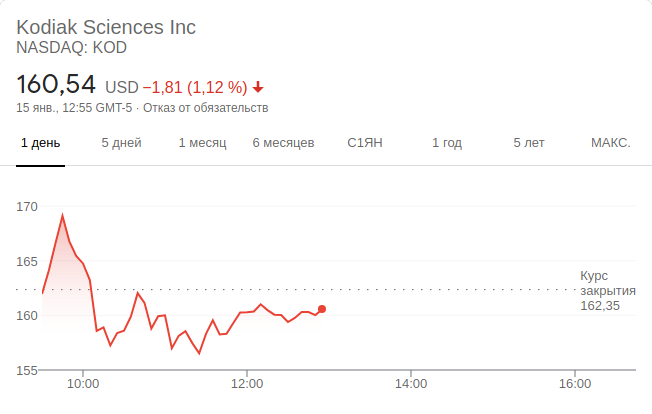 Kodiak Sciences Inc
NASDAQ: KOD
160,54 USD −1,81 (1,12 %)
15 янв., 12:55 GMT-5 · Отказ от обязательств
1 день 5 дней 1 месяц 6 месяцев С1ЯН 1 год 5 лет МАКС.
170
165
Курс
закрытия
162,35
160
155
10:00 12:00 14:00 16:00